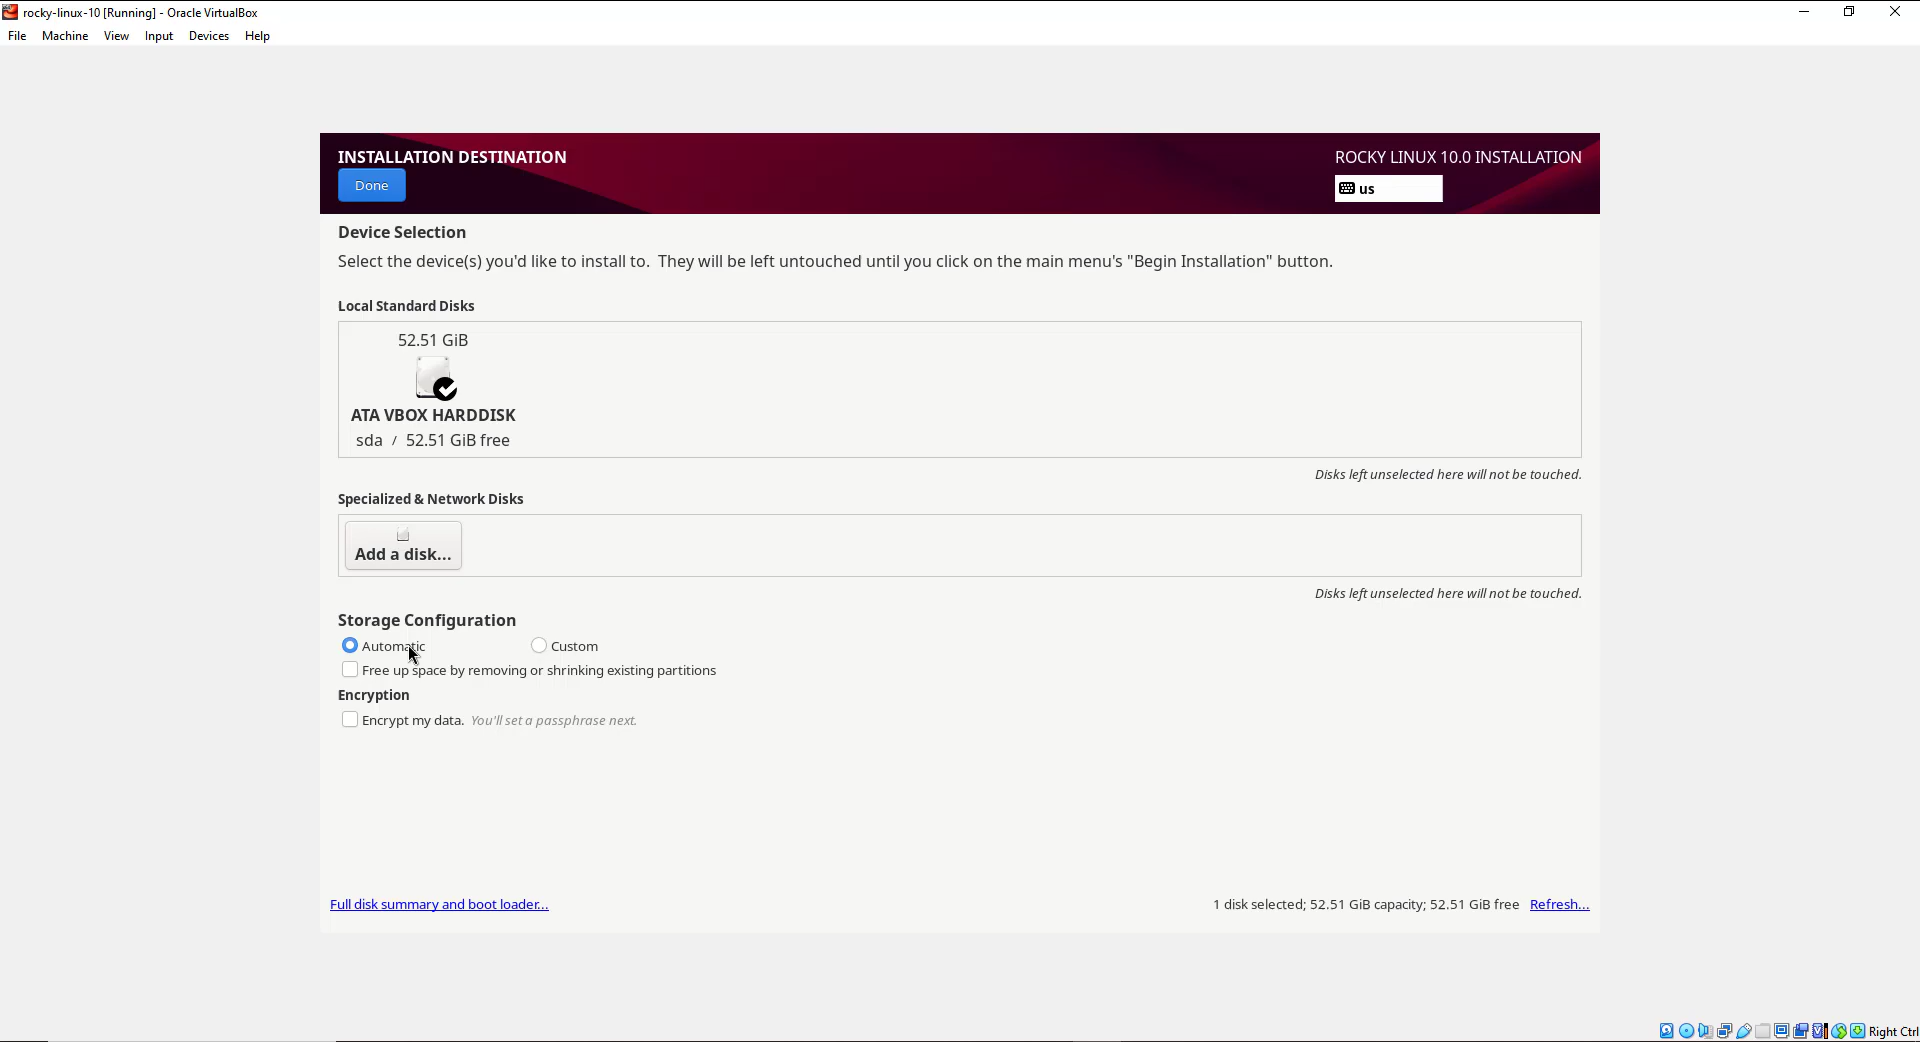 rocky-linux-10 [Running] - Oracle VirtualBox
File Machine View Input Devices Help
INSTALLATION DESTINATION
ROCKY LINUX 10.0 INSTALLATION
Done
us
Device Selection
Select the device(s) you'd like to install to.  They will be left untouched until you click on the main menu's "Begin Installation" button.
Local Standard Disks
52.51 GiB
ATA VBOX HARDDISK
sda / 52.51 GiB free
Disks left unselected here will not be touched.
Specialized & Network Disks
Add a disk...
Disks left unselected here will not be touched.
Storage Configuration
Automatic Custom
Free up space by removing or shrinking existing partitions
Encryption
Encrypt my data. You'll set a passphrase next.
Full disk summary and boot loader...
1 disk selected; 52.51 GiB capacity; 52.51 GiB free Refresh...
Right Ctrl